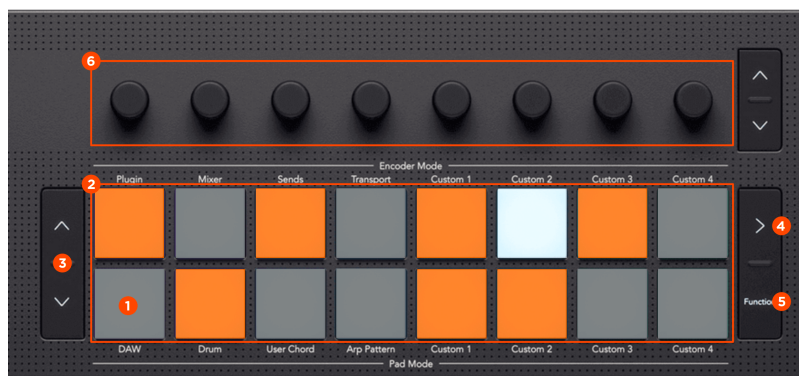 6
Encoder Mode
Plugin Mixer Sends Transport Custom 1 Custom 2 Custom 3 Custom 4
2
4
3
1
5
Function
DAW Drum User Chord Arp Pattern Custom 1 Custom 2 Custom 3 Custom 4
Pad Mode